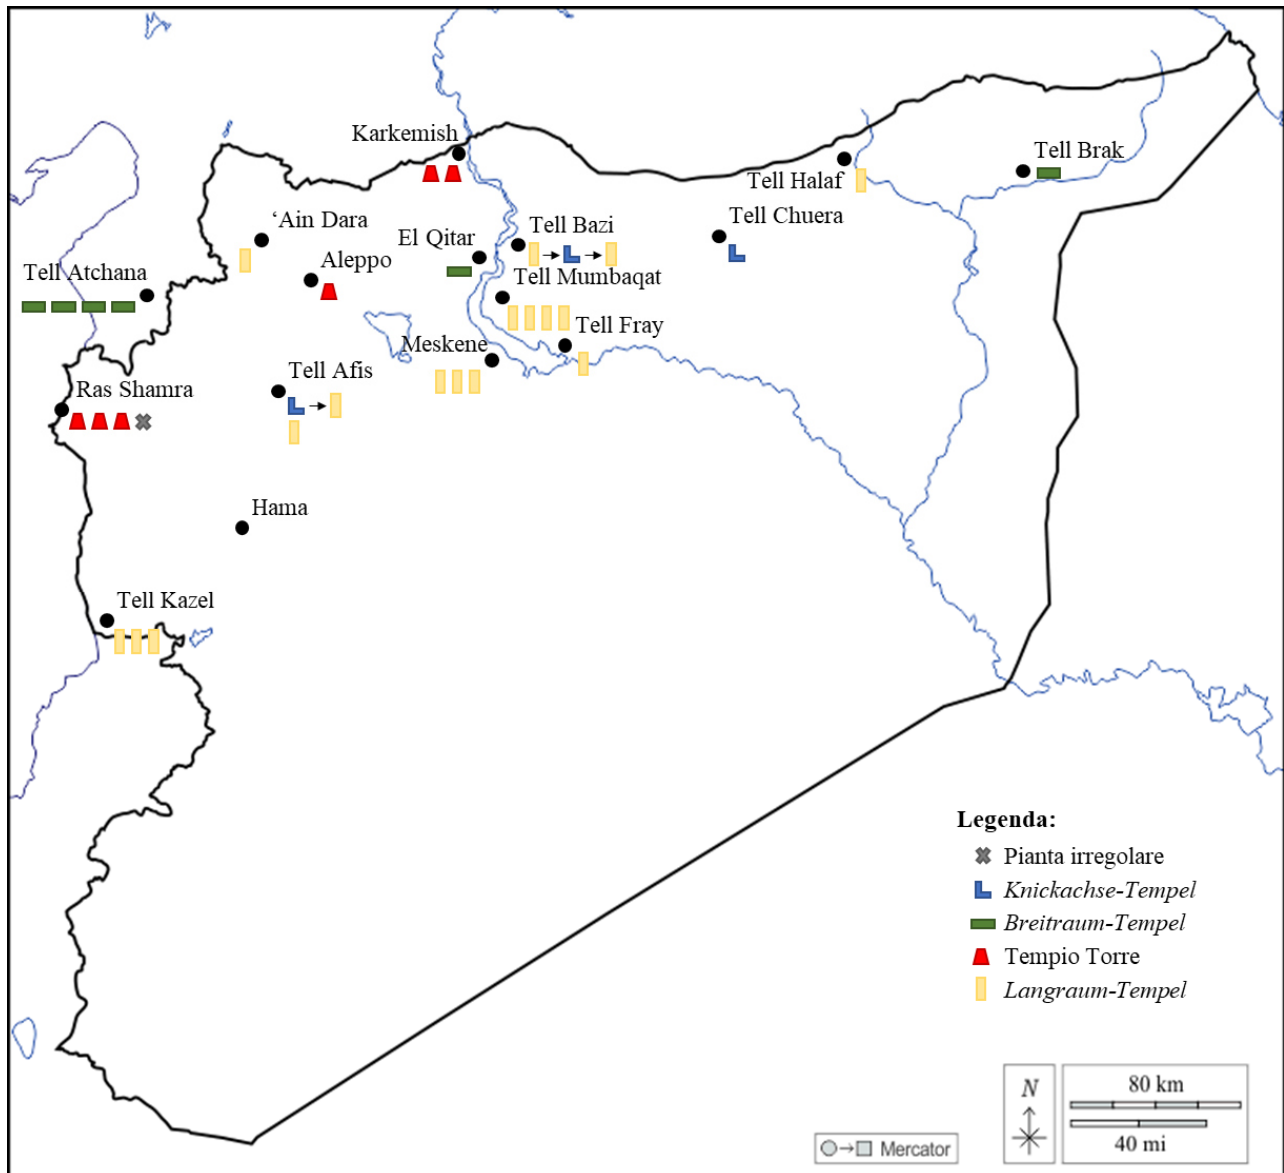 Karkemish
Tell Brak
Tell Halaf
‘Ain Dara
Tell Bazi
Tell Chuera
El Qitar
Aleppo
Tell Atchana
Tell Mumbaqat
Tell Fray
Meskene
Tell Afis
Ras Shamra
Hama
Tell Kazel
Legenda:
Pianta irregolare
Knickachse-Tempel
Breitraum-Tempel
Tempio Torre
Langraum-Tempel
N
80 km
40 mi
Mercator